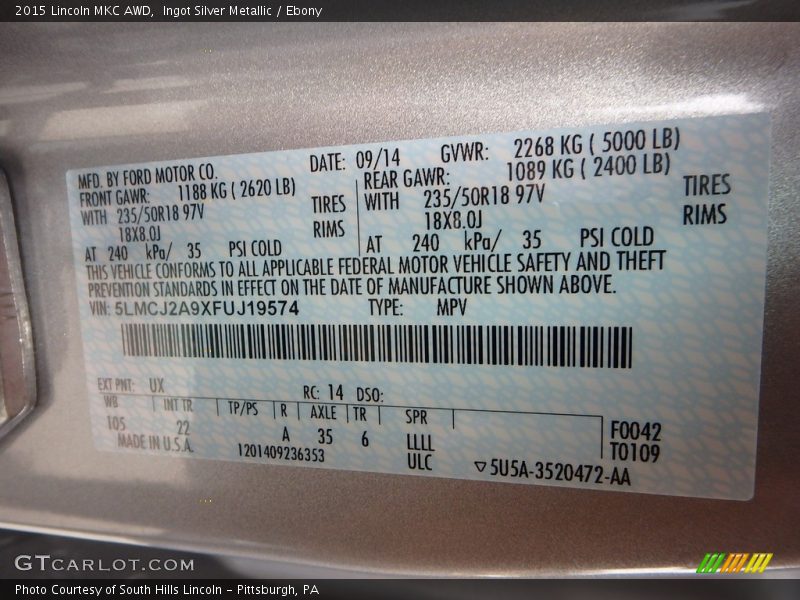 2015 Lincoln MKC AWD,  Ingot Silver Metallic / Ebony
MFD. BY FORD MOTOR CO.
DATE: 09/14
GVWR: 2268 KG ( 5000 LB)
FRONT GAWR: 1188 KG ( 2620 LB)
REAR GAWR: 1089 KG ( 2400 LB)
WITH 235/50R18 97V TIRES
WITH 235/50R18 97V TIRES
18X8.0J RIMS
18X8.0J RIMS
AT 240 kPa/ 35 PSI COLD
AT 240 kPa/ 35 PSI COLD
THIS VEHICLE CONFORMS TO ALL APPLICABLE FEDERAL MOTOR VEHICLE SAFETY AND THEFT
PREVENTION STANDARDS IN EFFECT ON THE DATE OF MANUFACTURE SHOWN ABOVE.
VIN: 5LMCJ2A9XFUJ19574 TYPE: MPV
EXT PNT: UX RC: 14 DSO:
WB INT TR TP/PS R AXLE TR SPR
105 22 A 35 6 LLLL F0042
MADE IN U.S.A. 1201409236353 ULC T0109
▽5U5A-3520472-AA
GTCARLOT.COM
Photo Courtesy of South Hills Lincoln - Pittsburgh, PA